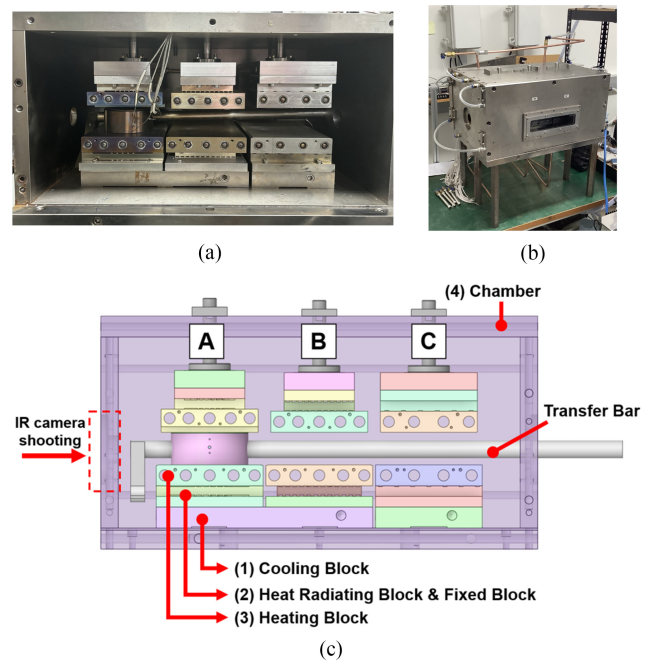 (a)
(b)
(4) Chamber
A
B
C
IR camera
shooting
Transfer Bar
(1) Cooling Block
(2) Heat Radiating Block & Fixed Block
(3) Heating Block
(c)